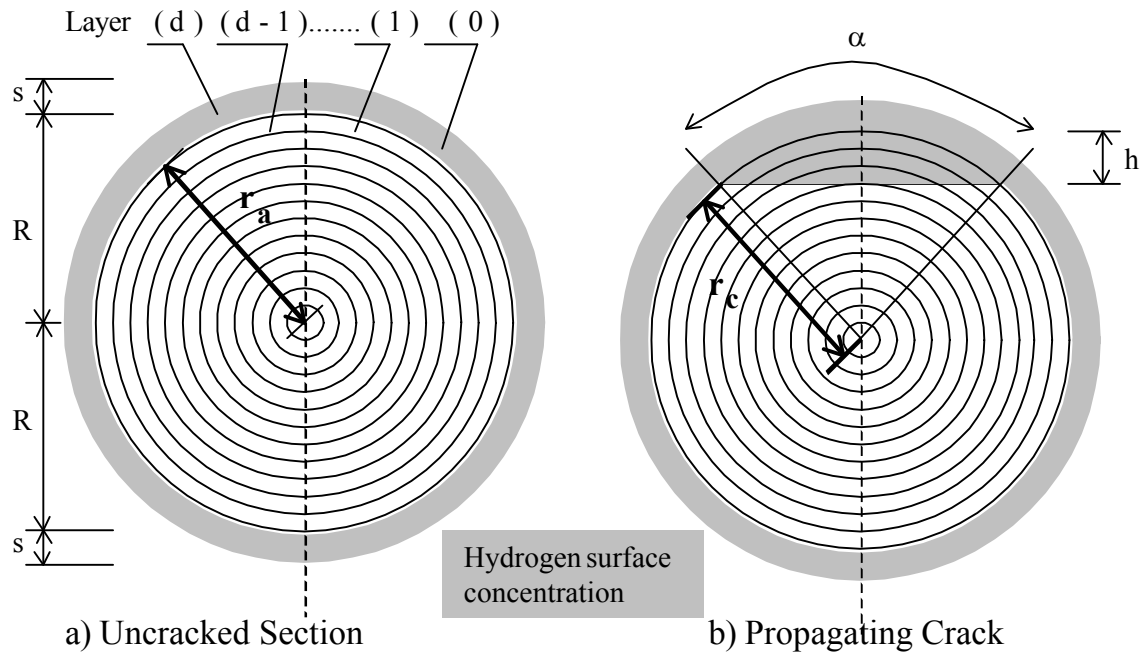 Layer ( d ) ( d - 1 )....... ( 1 ) ( 0 )
s
R
R
s
r a
α
h
r c
Hydrogen surface
concentration
a) Uncracked Section
b) Propagating Crack